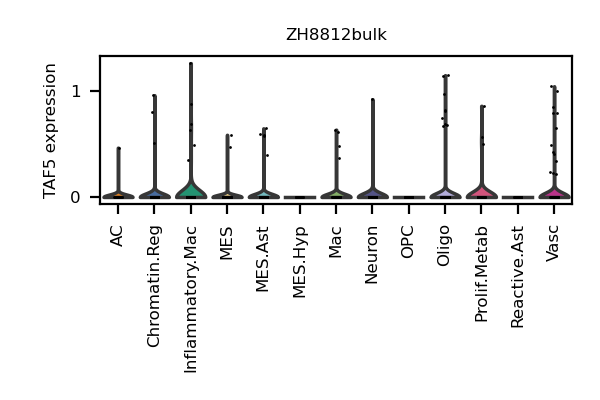 ZH8812bulk
TAF5 expression
1
0
AC
Chromatin.Reg
Inflammatory.Mac
MES
MES.Ast
MES.Hyp
Mac
Neuron
OPC
Oligo
Prolif.Metab
Reactive.Ast
Vasc